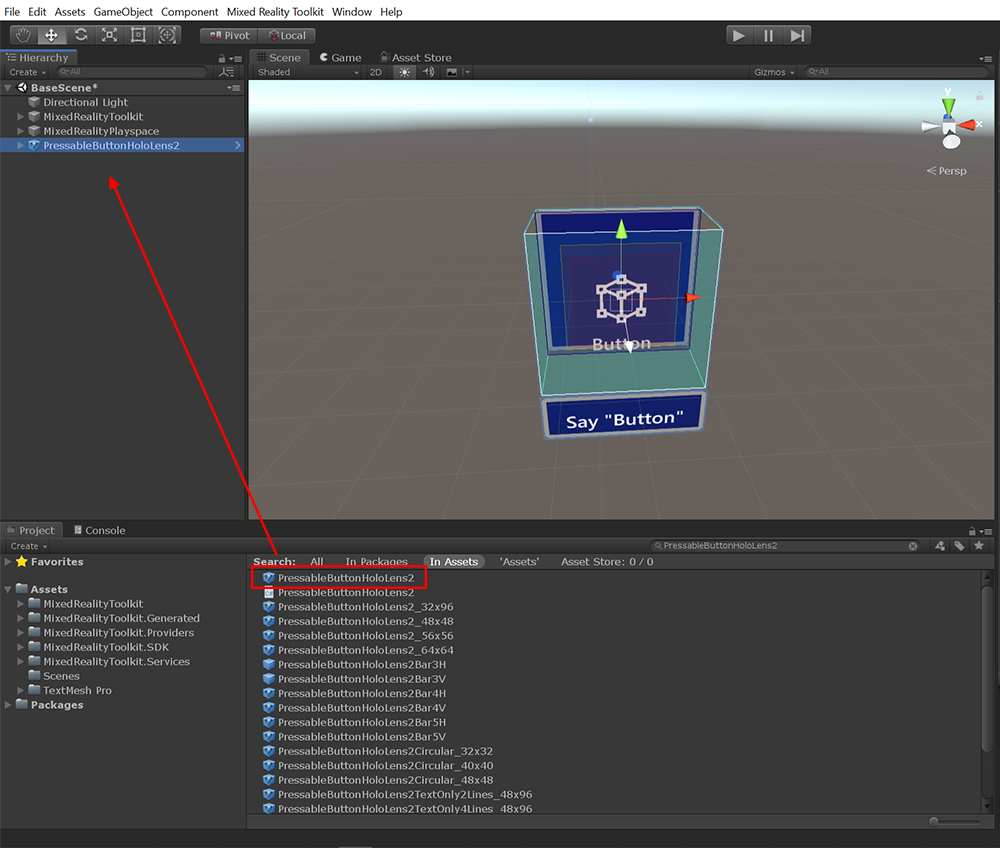 File Edit Assets GameObject Component Mixed Reality Toolkit Window Help
Pivot Local
Hierarchy
Create All
BaseScene*
Directional Light
MixedRealityToolkit
MixedRealityPlayspace
PressableButtonHoloLens2
Scene Game Asset Store
Shaded 2D Gizmos All
y
x
Persp
Button
Say "Button"
Project Console
Create PressableButtonHoloLens2
Favorites
Assets
MixedRealityToolkit
MixedRealityToolkit.Generated
MixedRealityToolkit.Providers
MixedRealityToolkit.SDK
MixedRealityToolkit.Services
Scenes
TextMesh Pro
Packages
Search: All In Packages In Assets 'Assets' Asset Store: 0 / 0
PressableButtonHoloLens2
PressableButtonHoloLens2
PressableButtonHoloLens2_32x96
PressableButtonHoloLens2_48x48
PressableButtonHoloLens2_56x56
PressableButtonHoloLens2_64x64
PressableButtonHoloLens2Bar3H
PressableButtonHoloLens2Bar3V
PressableButtonHoloLens2Bar4H
PressableButtonHoloLens2Bar4V
PressableButtonHoloLens2Bar5H
PressableButtonHoloLens2Bar5V
PressableButtonHoloLens2Circular_32x32
PressableButtonHoloLens2Circular_40x40
PressableButtonHoloLens2Circular_48x48
PressableButtonHoloLens2TextOnly2Lines_48x96
PressableButtonHoloLens2TextOnly4Lines_48x96